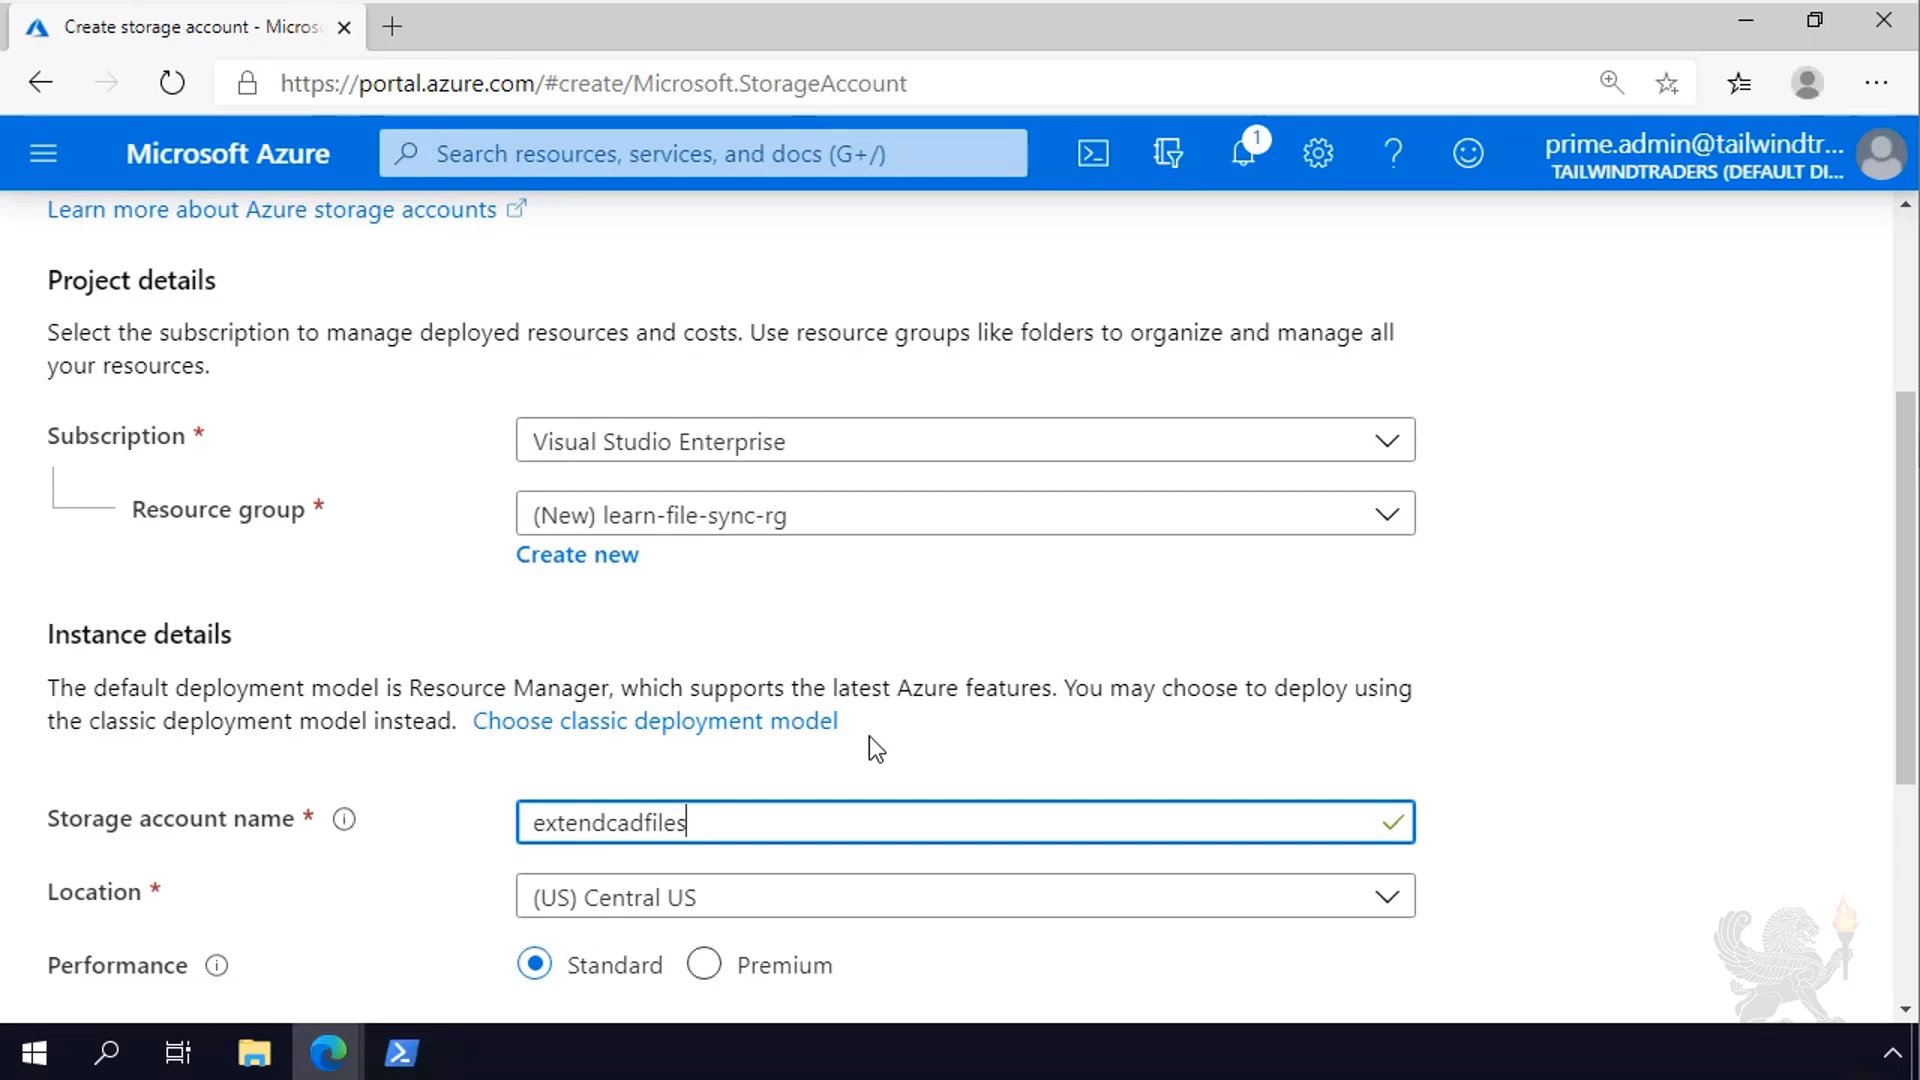 Create storage account - Micros
https://portal.azure.com/#create/Microsoft.StorageAccount
Microsoft Azure
Search resources, services, and docs (G+/)
1
prime.admin@tailwindtr...
TAILWINDTRADERS (DEFAULT DI...
Learn more about Azure storage accounts
Project details
Select the subscription to manage deployed resources and costs. Use resource groups like folders to organize and manage all
your resources.
Subscription *
Visual Studio Enterprise
Resource group *
(New) learn-file-sync-rg
Create new
Instance details
The default deployment model is Resource Manager, which supports the latest Azure features. You may choose to deploy using
the classic deployment model instead. Choose classic deployment model
Storage account name *
extendcadfiles
Location *
(US) Central US
Performance
Standard
Premium